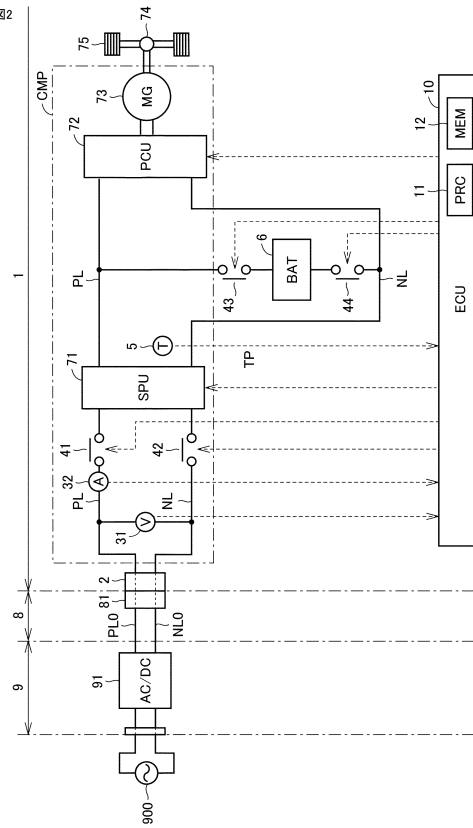 図2
1
8
9
CMP
75
74
73
MG
72
PCU
PL
43
6
BAT
44
NL
5
T
TP
71
SPU
41
42
32
A
PL
NL
31
V
2
81
PL0
NL0
91
AC/DC
900
10
12
MEM
11
PRC
ECU